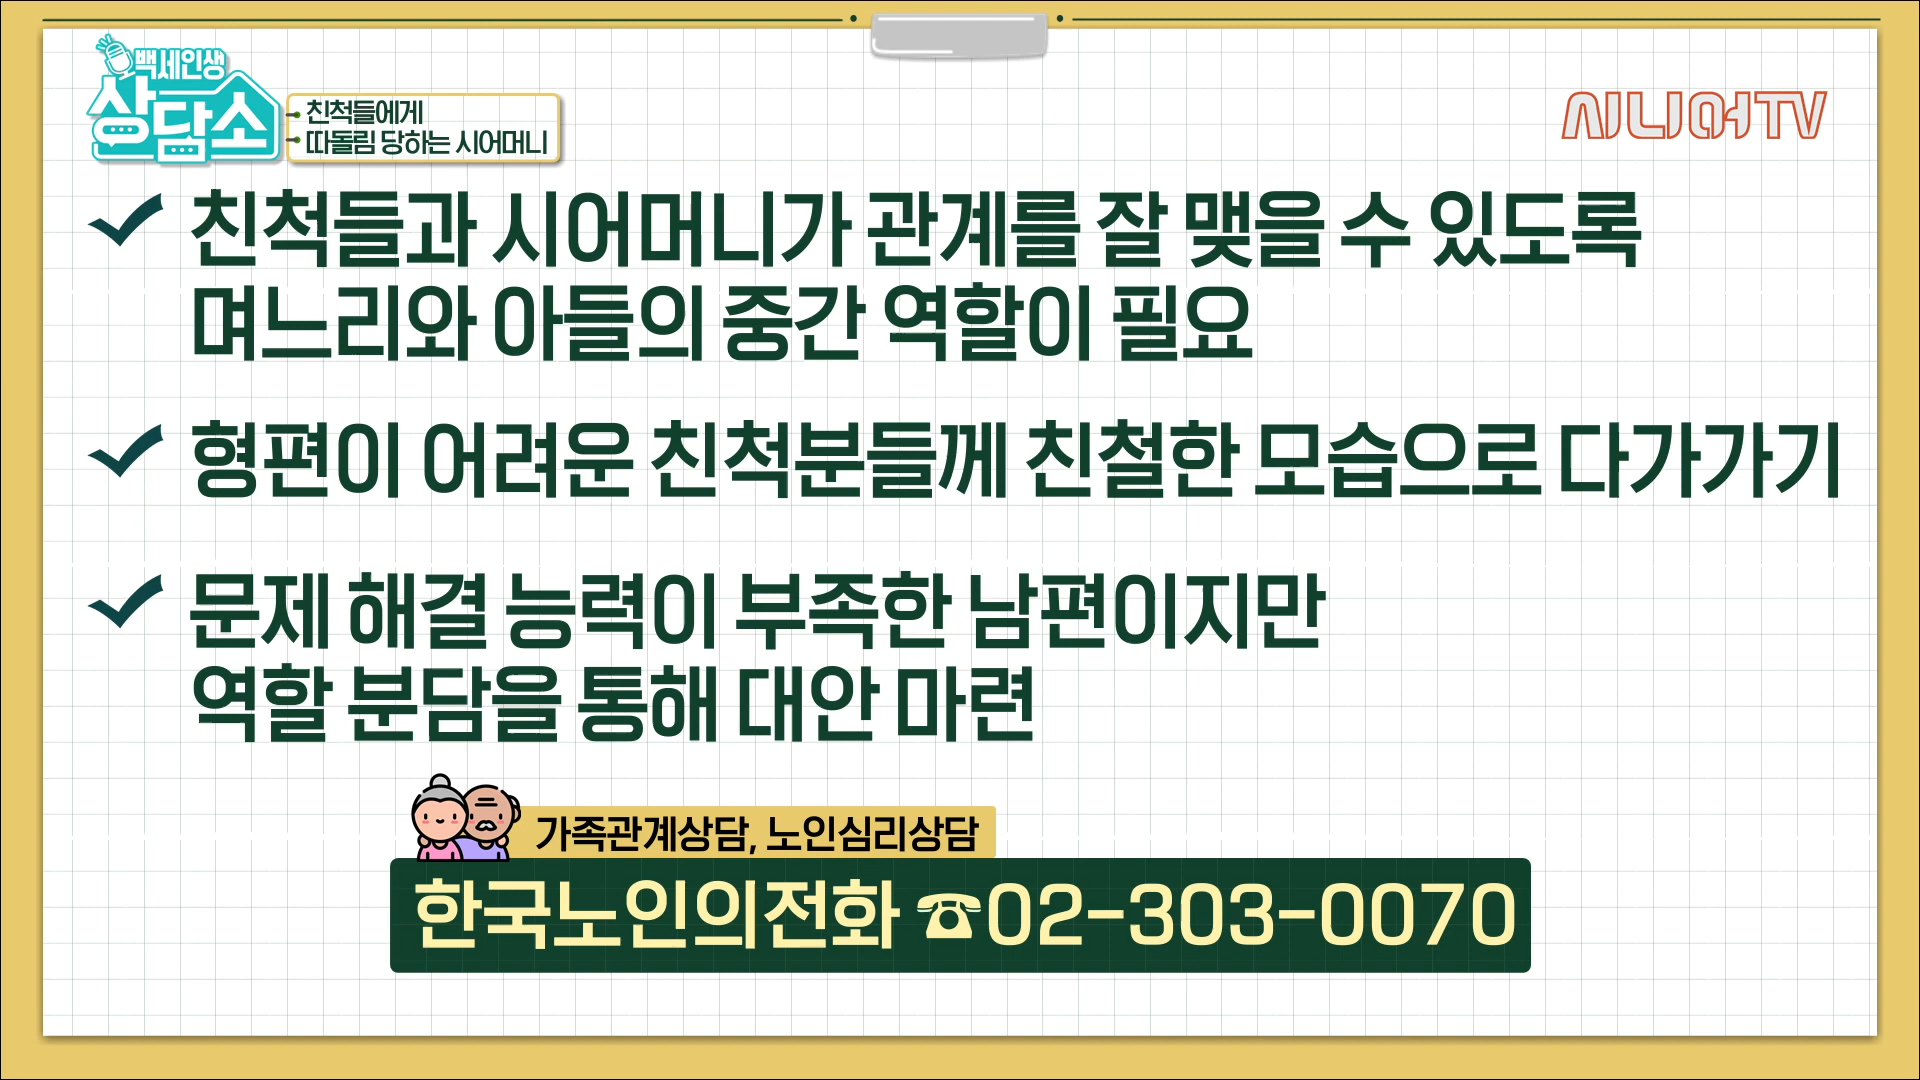 백세인생
상담소
친척들에게
따돌림 당하는 시어머니
시니어TV
친척들과 시어머니가 관계를 잘 맺을 수 있도록
며느리와 아들의 중간 역할이 필요
형편이 어려운 친척분들께 친철한 모습으로 다가가기
문제 해결 능력이 부족한 남편이지만
역할 분담을 통해 대안 마련
가족관계상담, 노인심리상담
한국노인의전화 ☎02-303-0070